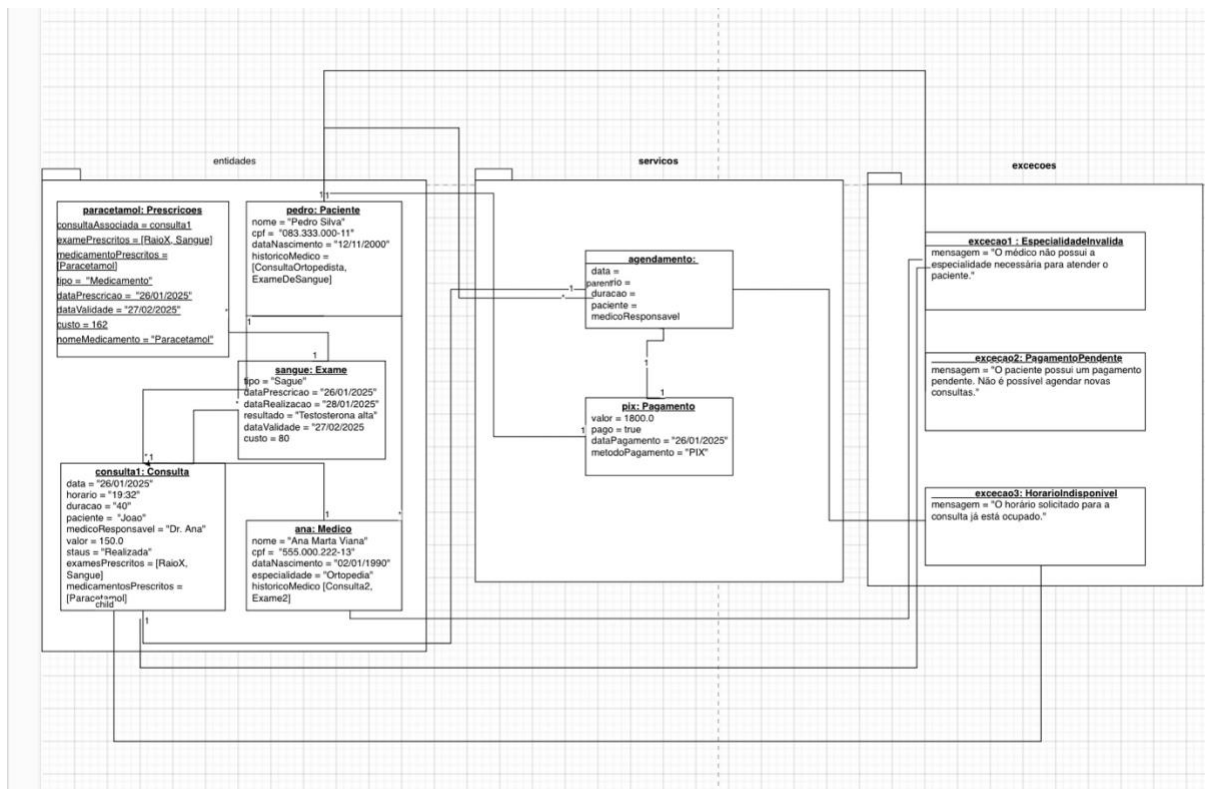 entidades
paracetamol: Prescricoes
consultaAssociada = consulta1
examePrescritos = [RaioX, Sangue]
medicamentoPrescritos =
[Paracetamol]
tipo = "Medicamento"
dataPrescricao = "26/01/2025"
dataValidade = "27/02/2025"
custo = 162
nomeMedicamento = "Paracetamol"
*
1 1
pedro: Paciente
nome = "Pedro Silva"
cpf = "083.333.000-11"
dataNascimento = "12/11/2000"
historicoMedico =
[ConsultaOrtopedista,
ExameDeSangue]
1
1
sangue: Exame
tipo = "Sague"
dataPrescricao = "26/01/2025"
dataRealizacao = "28/01/2025"
resultado = "Testosterona alta"
dataValidade = "27/02/2025
custo = 80
*
* 1
consulta1: Consulta
data = "26/01/2025"
horario = "19:32"
duracao = "40"
paciente = "Joao"
medicoResponsavel = "Dr. Ana"
valor = 150.0
staus = "Realizada"
examesPrescritos = [RaioX,
Sangue]
medicamentosPrescritos =
[Paracetamol]
child
1
1
*
ana: Medico
nome = "Ana Marta Viana"
cpf = "555.000.222-13"
dataNascimento = "02/01/1990"
especialidade = "Ortopedia"
historicoMedico [Consulta2,
Exame2]
servicos
agendamento:
data =
parent
rio =
duracao =
paciente =
medicoResponsavel
1
*
1
1
pix: Pagamento
valor = 1800.0
pago = true
dataPagamento = "26/01/2025"
metodoPagamento = "PIX"
1
excecoes
excecao1 : EspecialidadeInvalida
mensagem = "O médico não possui a
especialidade necessária para atender o
paciente."
excecao2: PagamentoPendente
mensagem = "O paciente possui um pagamento
pendente. Não é possível agendar novas
consultas."
excecao3: HorarioIndisponivel
mensagem = "O horário solicitado para a
consulta já está ocupado."